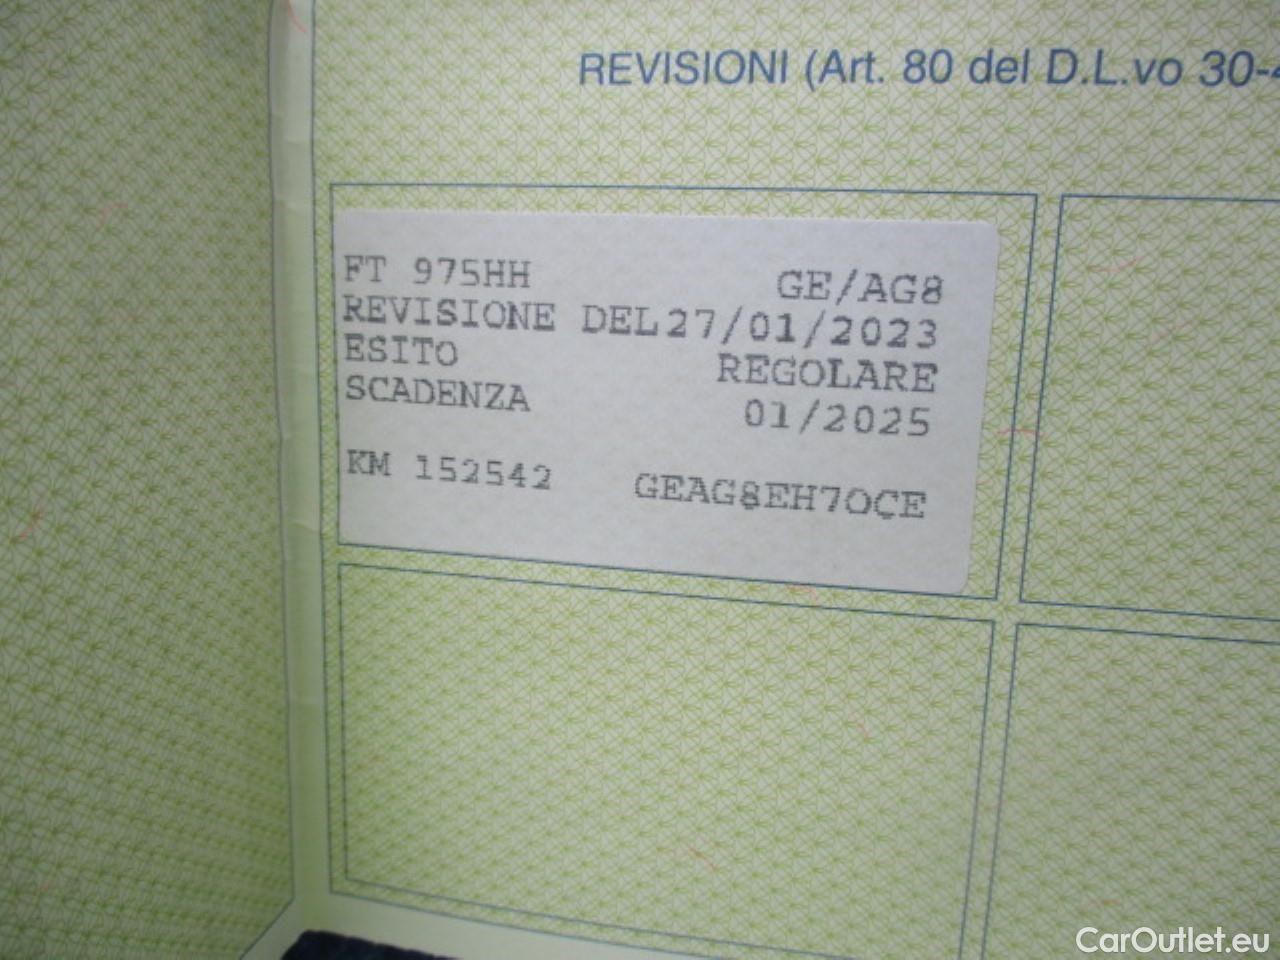 REVISIONI (Art. 80 del D.L.vo 30-4
FT 975HH GE/AG8
REVISIONE DEL27/01/2023
ESITO REGOLARE
SCADENZA 01/2025
KM 152542 GEAG8EH7OCE
CarOutlet.eu